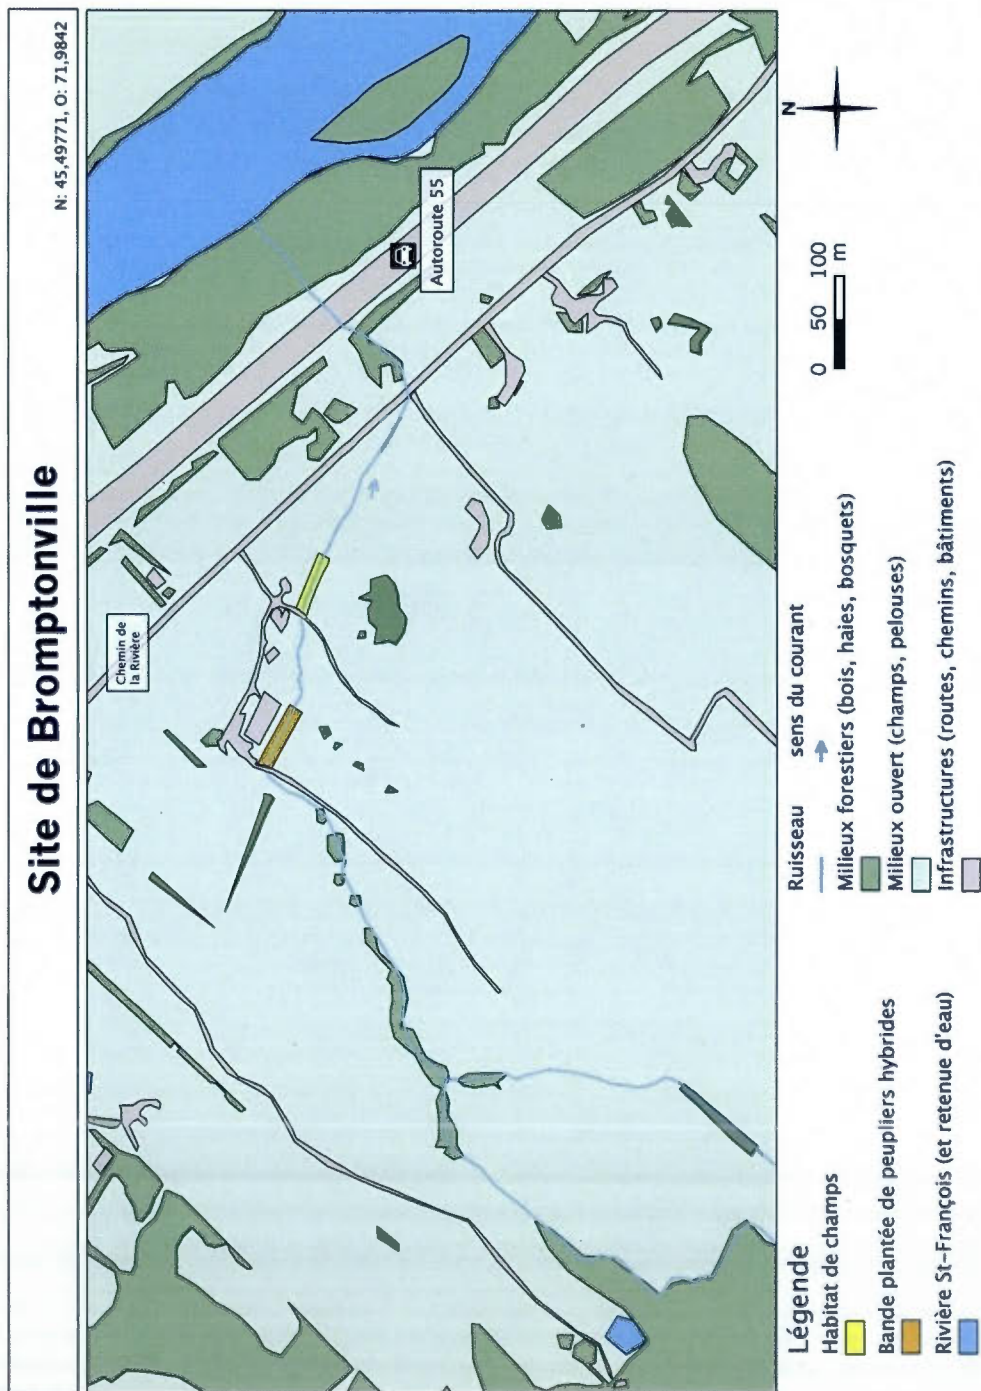 Site de Bromptonville
N: 45,49771, O: 71,9842
Chemin de
la Rivière
Autoroute 55
Légende
Habitat de champs
Bande plantée de peupliers hybrides
Rivière St-François (et retenue d'eau)
Ruisseau sens du courant
Milieux forestiers (bois, haies, bosquets)
Milieux ouvert (champs, pelouses)
Infrastructures (routes, chemins, bâtiments)
0 50 100
m
N